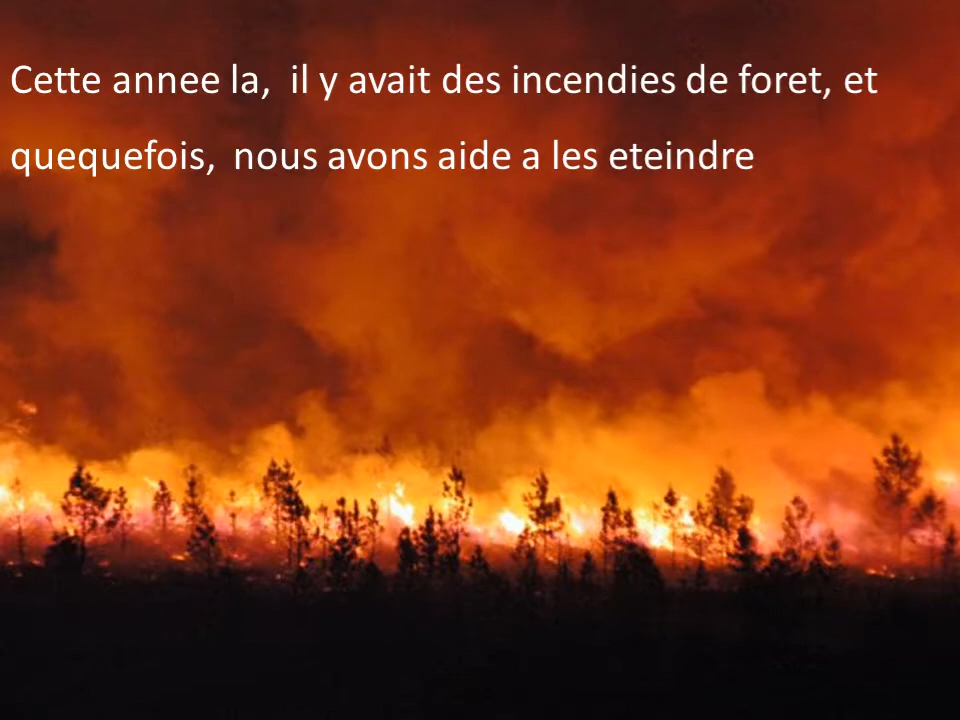 Cette annee la, il y avait des incendies de foret, et
quequefois, nous avons aide a les eteindre